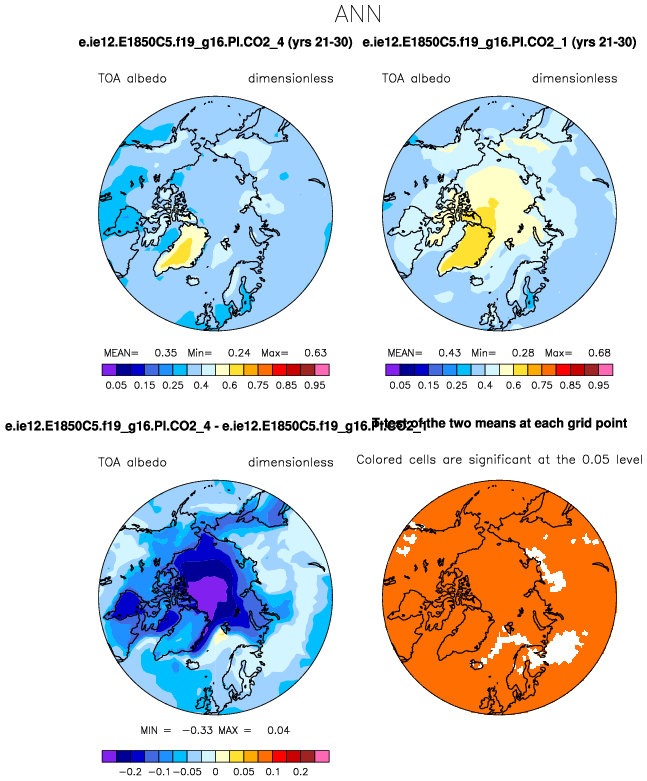 ANN
e.ie12.E1850C5.f19_g16.PI.CO2_4 (yrs 21-30) e.ie12.E1850C5.f19_g16.PI.CO2_1 (yrs 21-30)
TOA albedo dimensionless TOA albedo dimensionless
MEAN= 0.35 Min= 0.24 Max= 0.63 MEAN= 0.43 Min= 0.28 Max= 0.68
0.05 0.15 0.25 0.4 0.6 0.75 0.85 0.95 0.05 0.15 0.25 0.4 0.6 0.75 0.85 0.95
e.ie12.E1850C5.f19_g16.PI.CO2_4 - e.ie12.E1850C5.f19_g16.PI.CO2_1
T-test of the two means at each grid point
TOA albedo dimensionless
Colored cells are significant at the 0.05 level
MIN = -0.33 MAX = 0.04
-0.2 -0.1 -0.05 0 0.05 0.1 0.2